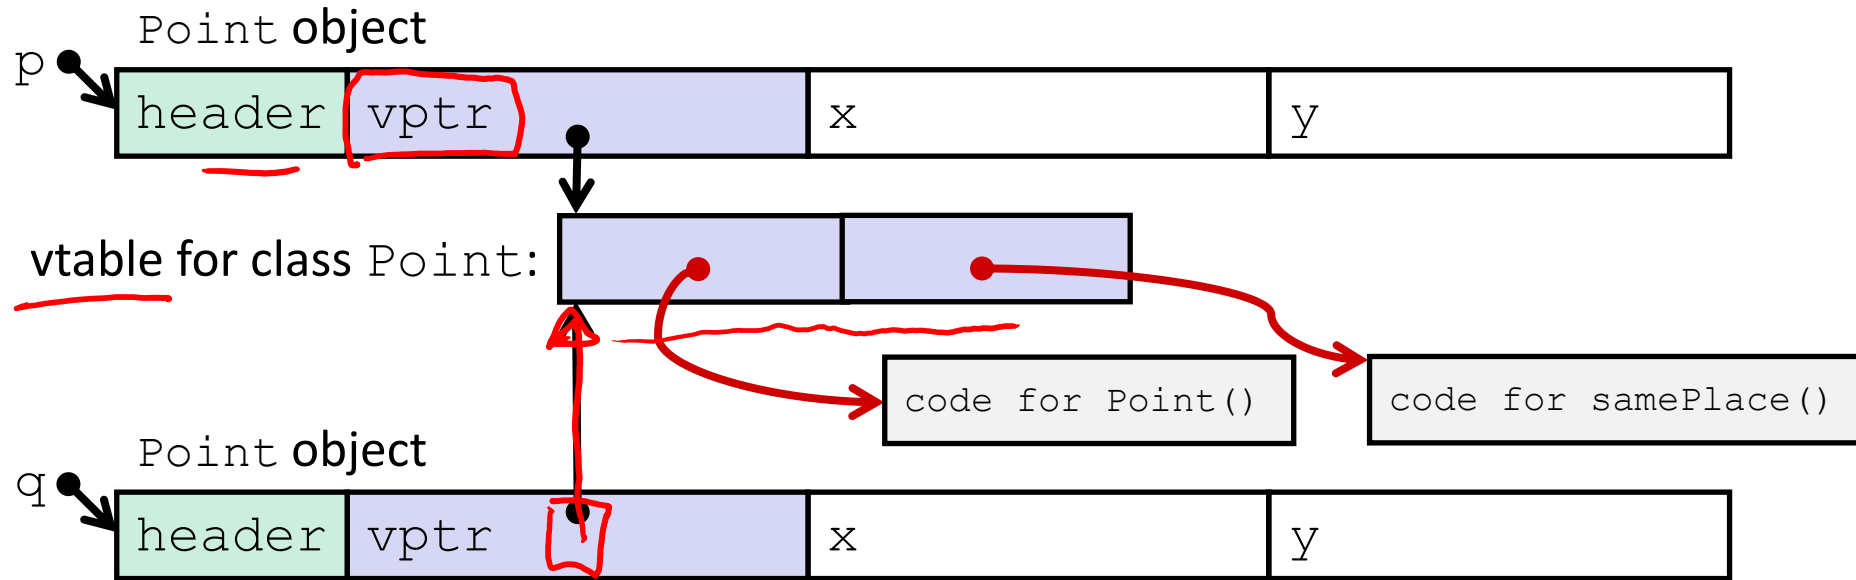 Point object
p
header vptr x y
vtable for class Point:
code for Point() code for samePlace()
Point object
q
header vptr x y